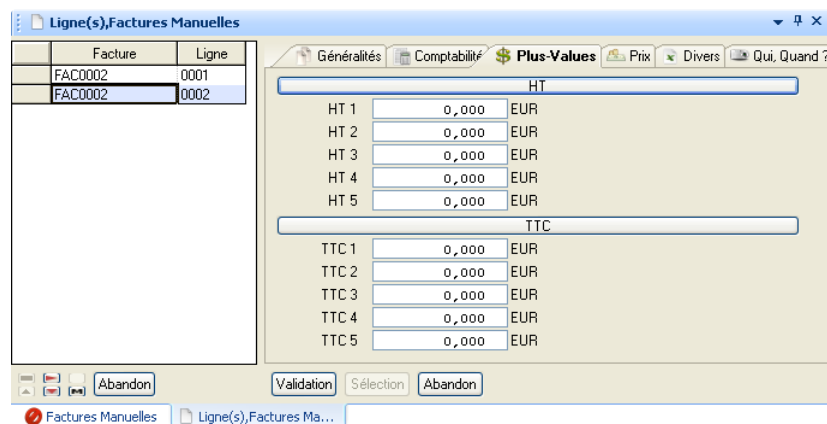 Ligne(s),Factures Manuelles
Facture Ligne
FAC0002 0001
FAC0002 0002
Généralités Comptabilité Plus-Values Prix Divers Qui, Quand ?
HT
HT 1 0,000 EUR
HT 2 0,000 EUR
HT 3 0,000 EUR
HT 4 0,000 EUR
HT 5 0,000 EUR
TTC
TTC 1 0,000 EUR
TTC 2 0,000 EUR
TTC 3 0,000 EUR
TTC 4 0,000 EUR
TTC 5 0,000 EUR
Abandon Validation Sélection Abandon
Factures Manuelles Ligne(s),Factures Ma...